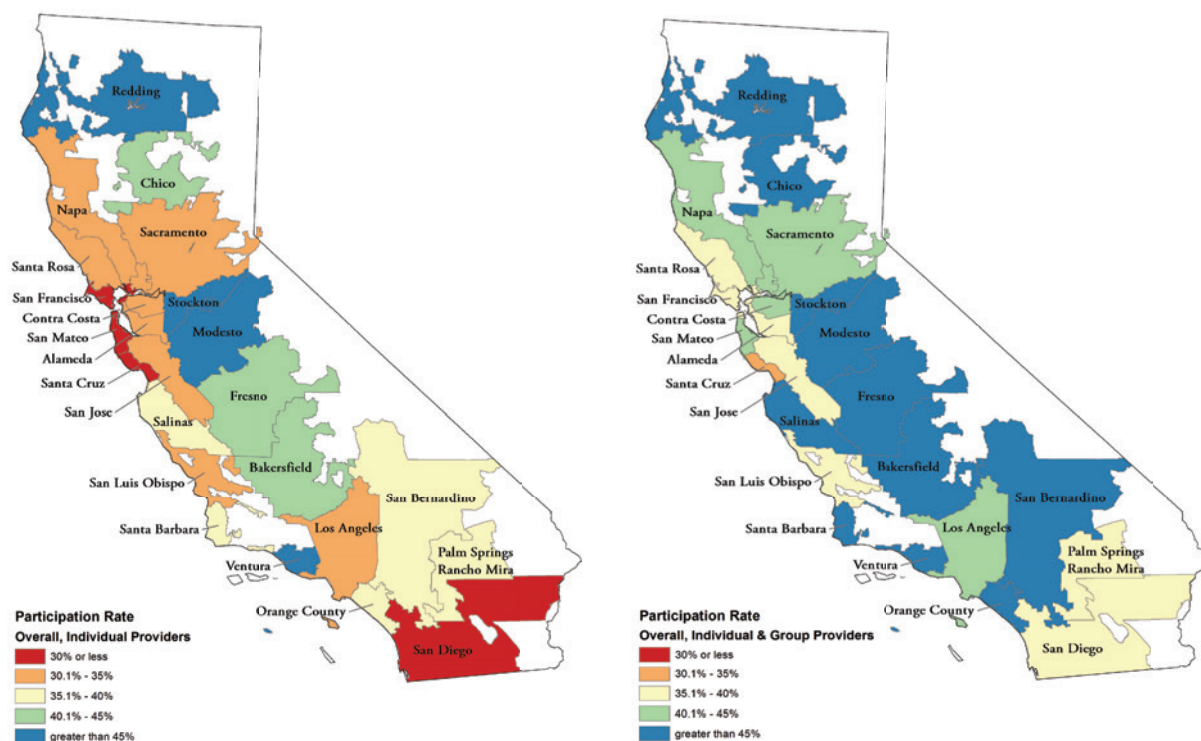 Redding
Chico
Napa
Sacramento
Santa Rosa
San Francisco
Stockton
Contra Costa
Modesto
San Mateo
Alameda
Santa Cruz
Fresno
San Jose
Salinas
Bakersfield
San Luis Obispo
San Bernardino
Santa Barbara
Los Angeles
Palm Springs
Rancho Mira
Ventura
Orange County
San Diego
Participation Rate
Overall, Individual Providers
30% or less
30.1% - 35%
35.1% - 40%
40.1% - 45%
greater than 45%
Redding
Chico
Napa
Sacramento
Santa Rosa
San Francisco
Stockton
Contra Costa
Modesto
San Mateo
Alameda
Santa Cruz
Fresno
San Jose
Salinas
Bakersfield
San Luis Obispo
San Bernardino
Santa Barbara
Los Angeles
Palm Springs
Rancho Mira
Ventura
Orange County
San Diego
Participation Rate
Overall, Individual & Group Providers
30% or less
30.1% - 35%
35.1% - 40%
40.1% - 45%
greater than 45%